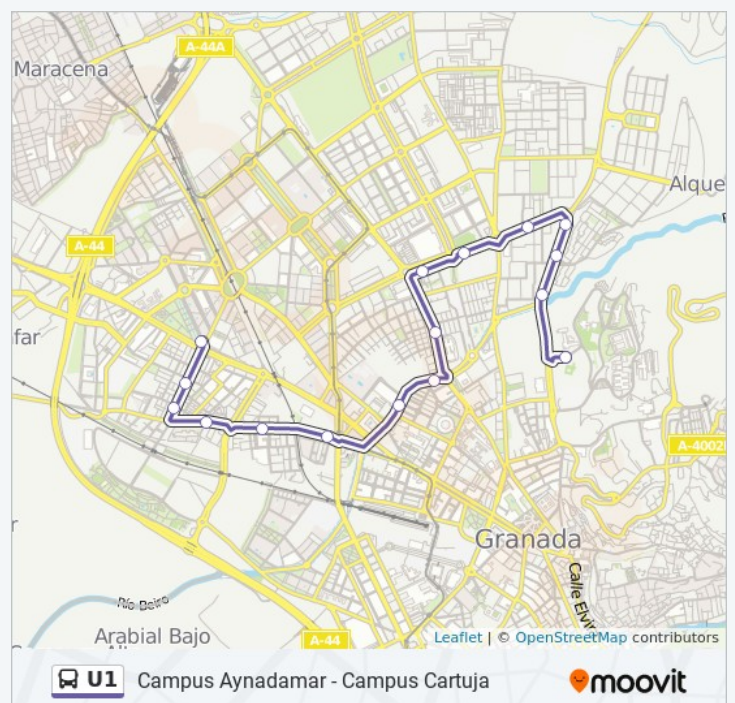 A-44A
Maracena
Alque
A-44
far
A-4002
Granada
Calle Elvi
Río Beiro
Arabial Bajo
A-44
Leaflet | © OpenStreetMap contributors
U1 Campus Aynadamar - Campus Cartuja
moovit